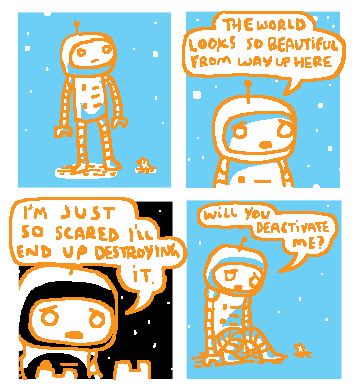 THE WORLD
LOOKS SO BEAUTIFUL
FROM WAY UP HERE
I'M JUST
SO SCARED I'LL
END UP DESTROYING
IT.
WILL YOU
DEACTIVATE
ME?